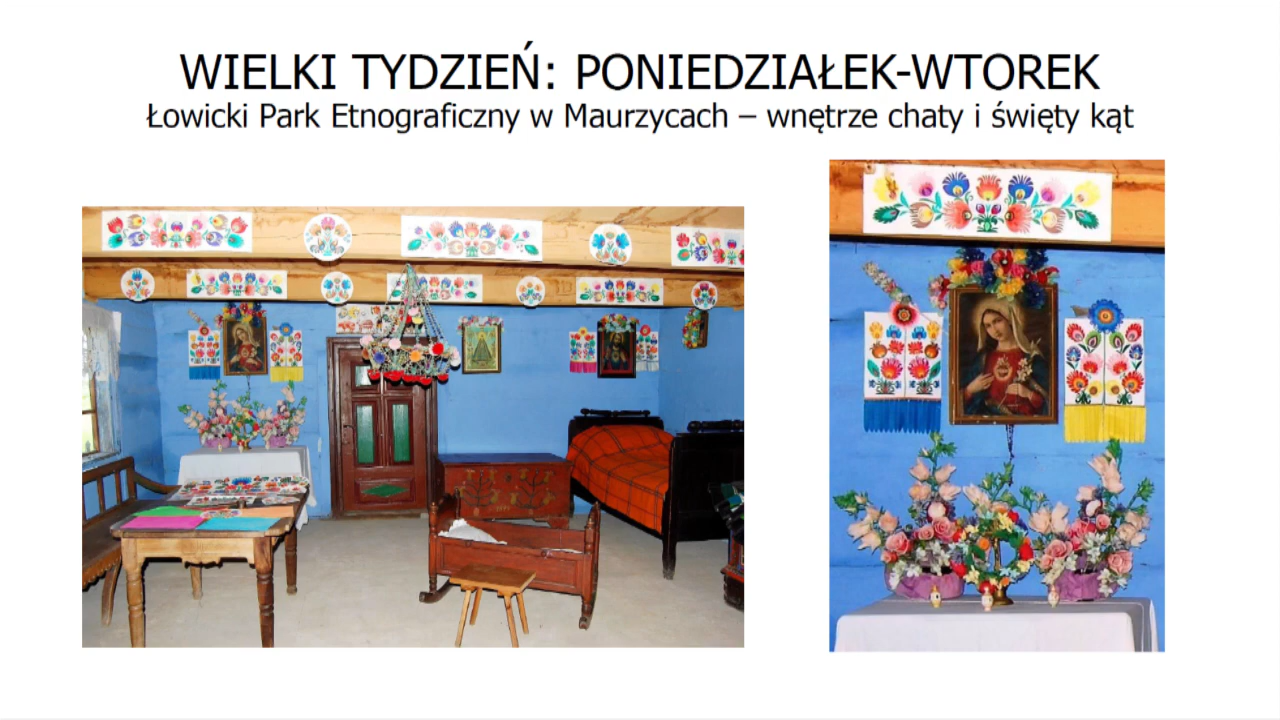 WIELKI TYDZIEŃ: PONIEDZIAŁEK-WTOREK
Łowicki Park Etnograficzny w Maurzycach – wnętrze chaty i święty kąt